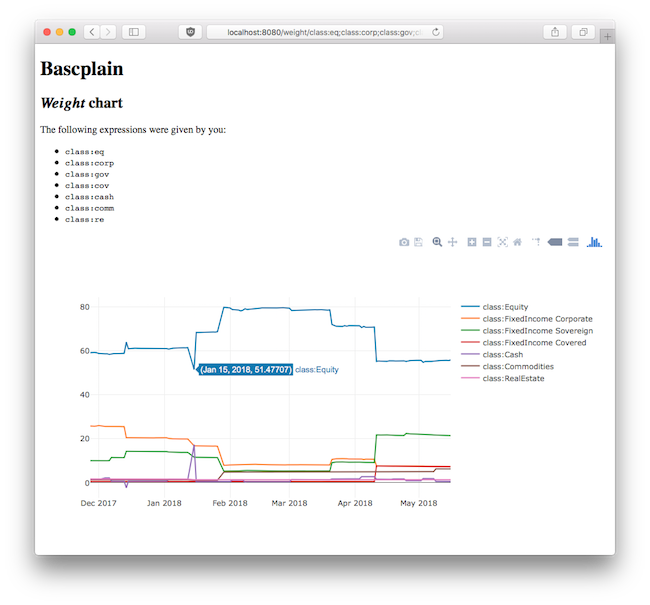 localhost:8080/weight/class:eq;class:corp;class:gov;c
Bascplain
Weight chart
The following expressions were given by you:
class:eq
class:corp
class:gov
class:cov
class:cash
class:comm
class:re
80
60
40
20
0
(Jan 15, 2018, 51.47707) class:Equity
Dec 2017 Jan 2018 Feb 2018 Mar 2018 Apr 2018 May 2018
class:Equity
class:FixedIncome Corporate
class:FixedIncome Sovereign
class:FixedIncome Covered
class:Cash
class:Commodities
class:RealEstate